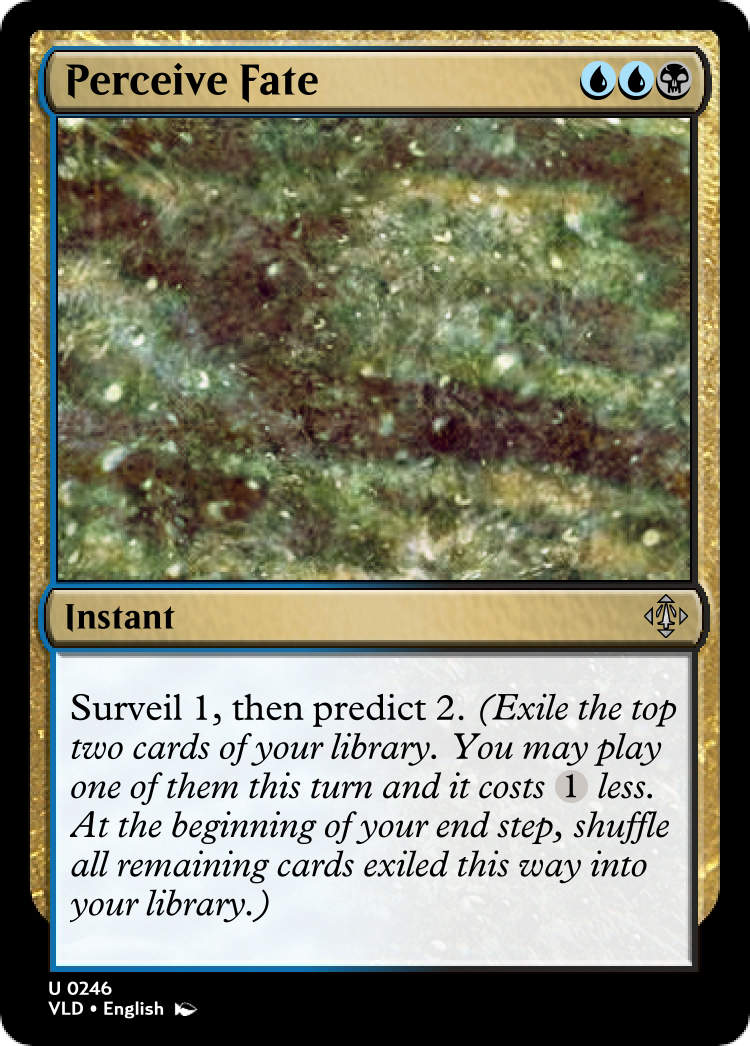 Perceive Fate
Instant
Surveil 1, then predict 2. (Exile the top
two cards of your library. You may play
one of them this turn and it costs 1 less.
At the beginning of your end step, shuffle
all remaining cards exiled this way into
your library.)
U 0246
VLD • English